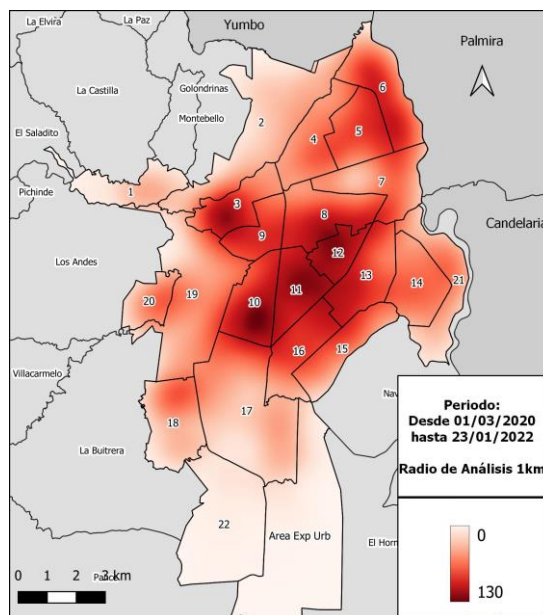 La Elvira
La Paz
Yumbo
Palmira
La Castilla
Golondrinas
Montebello
El Saladito
Pichinde
Los Andes
Candelaria
Villacarmelo
La Buitrera
1
2
3
4
5
6
7
8
9
10
11
12
13
14
15
16
17
18
19
20
21
22
Area Exp Urb
Periodo:
Desde 01/03/2020
hasta 23/01/2022
Radio de Análisis 1km
0
130
0 1 2 3 km